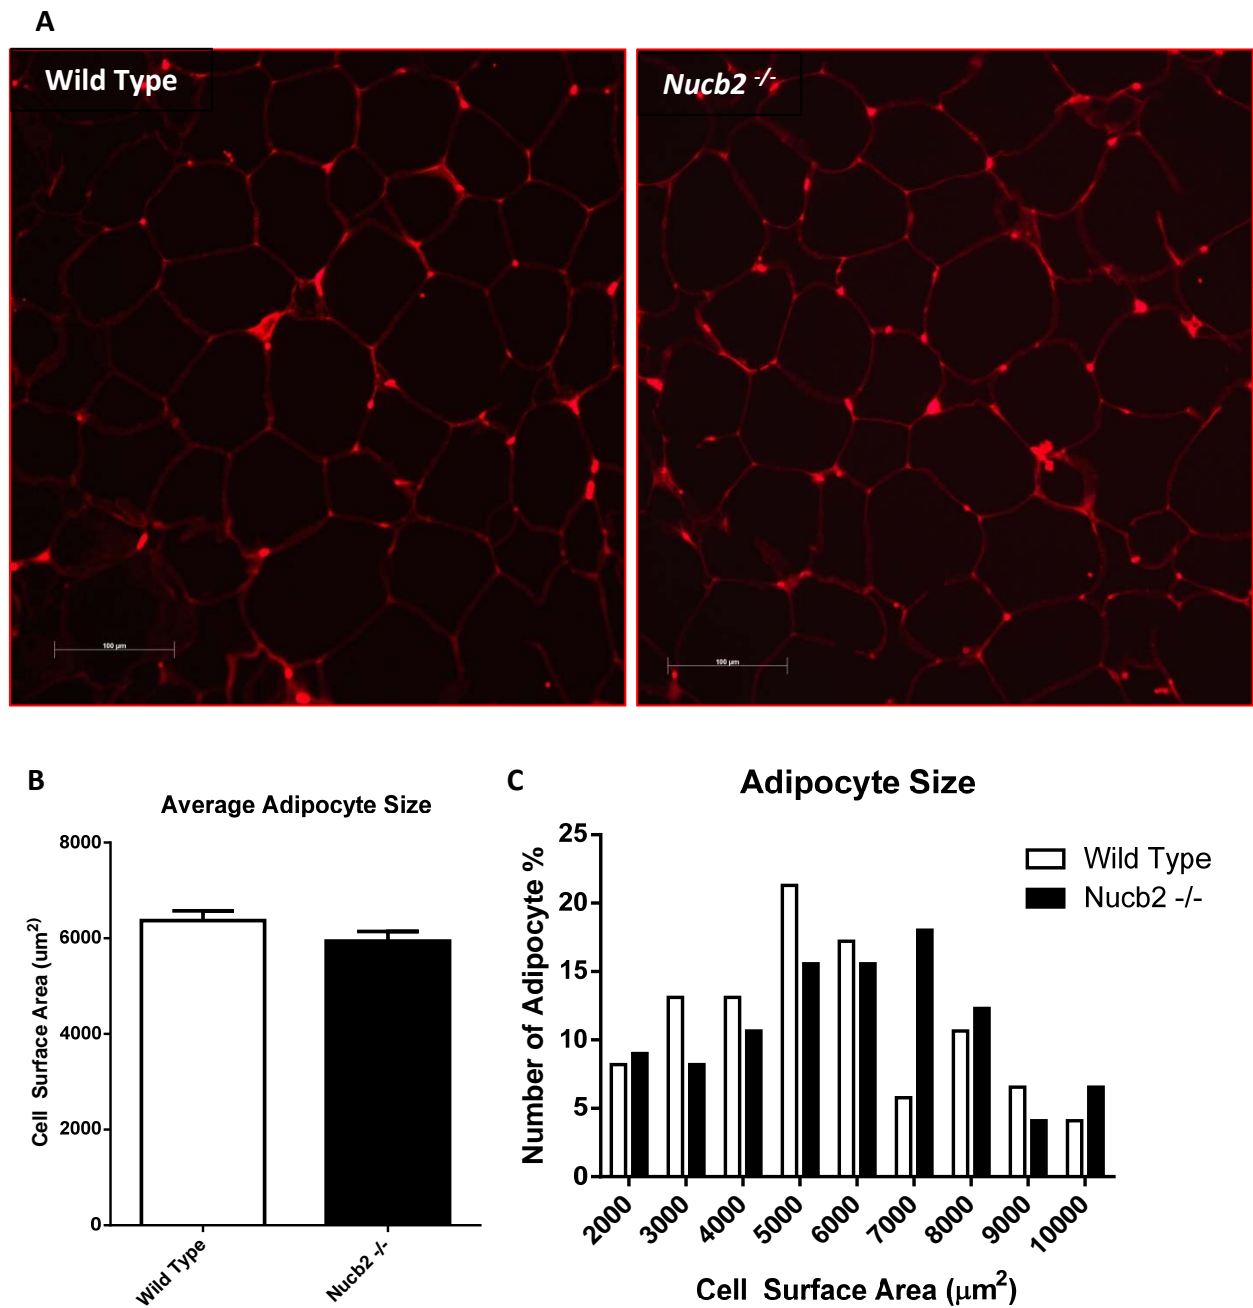 A
Wild Type
Nucb2 -/-
100 µm
100 µm
B
Average Adipocyte Size
Cell Surface Area (um2)
8000
6000
4000
2000
0
Wild Type
Nucb2 -/-
C
Adipocyte Size
Number of Adipocyte %
25
20
15
10
5
0
Wild Type
Nucb2 -/-
2000
3000
4000
5000
6000
7000
8000
9000
10000
Cell Surface Area (µm2)